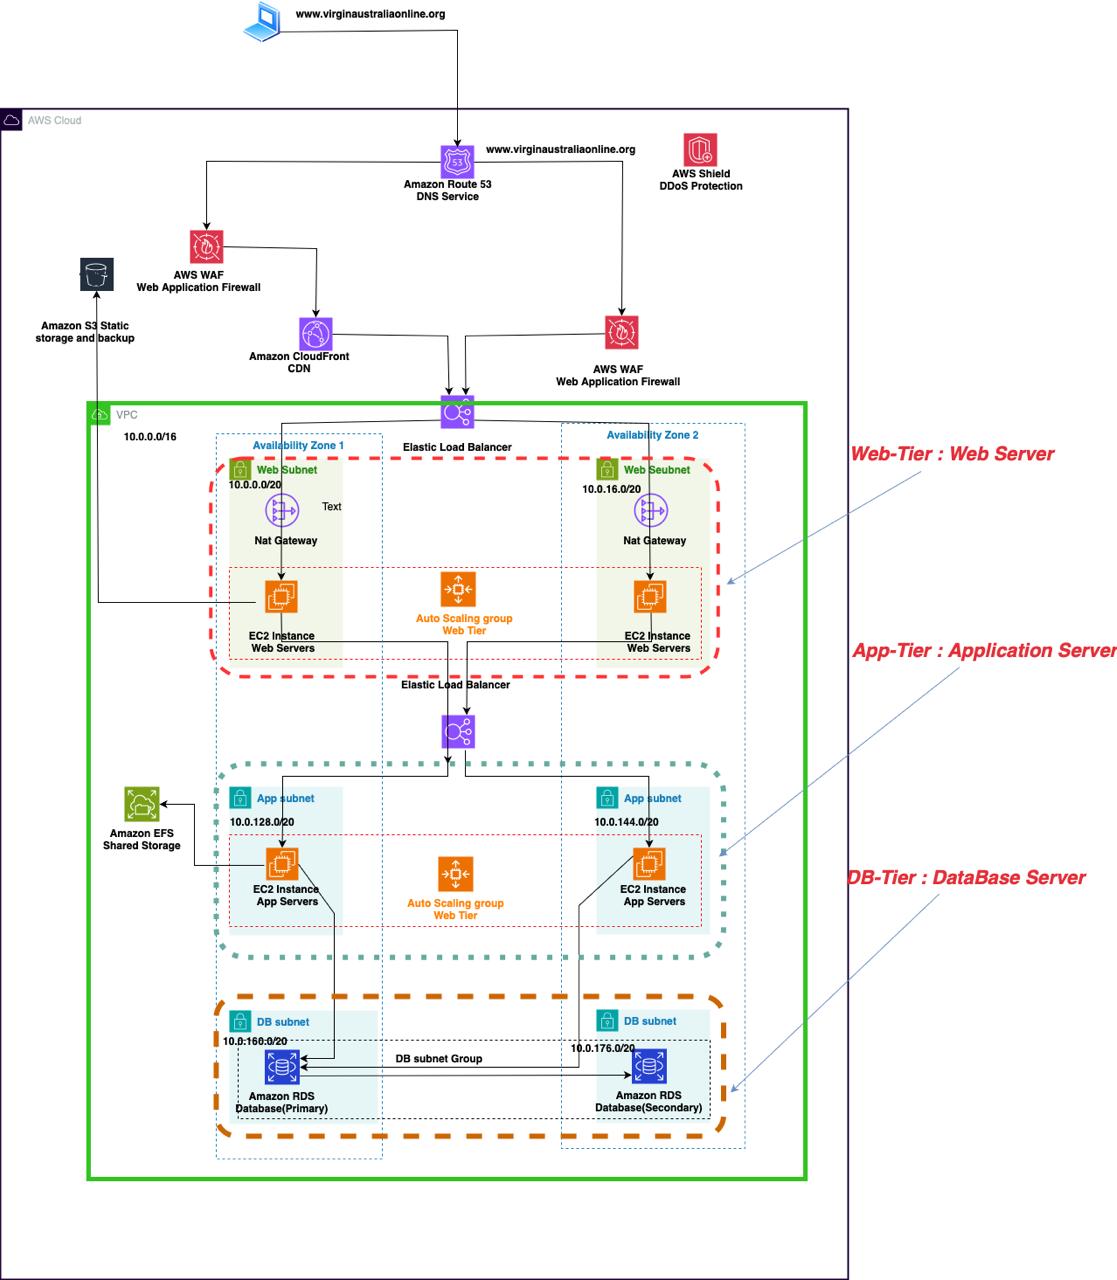 www.virginaustraliaonline.org
AWS Cloud
www.virginaustraliaonline.org
53
Amazon Route 53
DNS Service
AWS Shield
DDoS Protection
AWS WAF
Web Application Firewall
Amazon S3 Static
storage and backup
Amazon CloudFront
CDN
AWS WAF
Web Application Firewall
VPC
10.0.0.0/16
Elastic Load Balancer
Availability Zone 1
Availability Zone 2
Web-Tier : Web Server
Web Subnet
10.0.0.0/20
Web Seubnet
10.0.16.0/20
Text
Nat Gateway
Nat Gateway
Auto Scaling group
Web Tier
EC2 Instance
Web Servers
EC2 Instance
Web Servers
App-Tier : Application Server
Elastic Load Balancer
App subnet
10.0.128.0/20
App subnet
10.0.144.0/20
Amazon EFS
Shared Storage
EC2 Instance
App Servers
Auto Scaling group
Web Tier
EC2 Instance
App Servers
DB-Tier : DataBase Server
DB subnet
10.0.160.0/20
DB subnet
10.0.176.0/20
DB subnet Group
Amazon RDS
Database(Primary)
Amazon RDS
Database(Secondary)